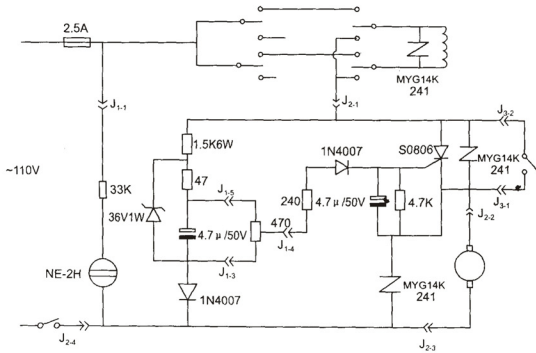 2.5A
MYG14K
241
J1-1
J2-1
J3-2
1.5K6W
1N4007
S0806
MYG14K
241
~110V
47
J1-5
33K
240
4.7μ/50V
4.7K
J3-1
36V1W
470
J2-2
4.7μ/50V
J1-4
NE-2H
J1-3
MYG14K
241
1N4007
J2-4
J2-3